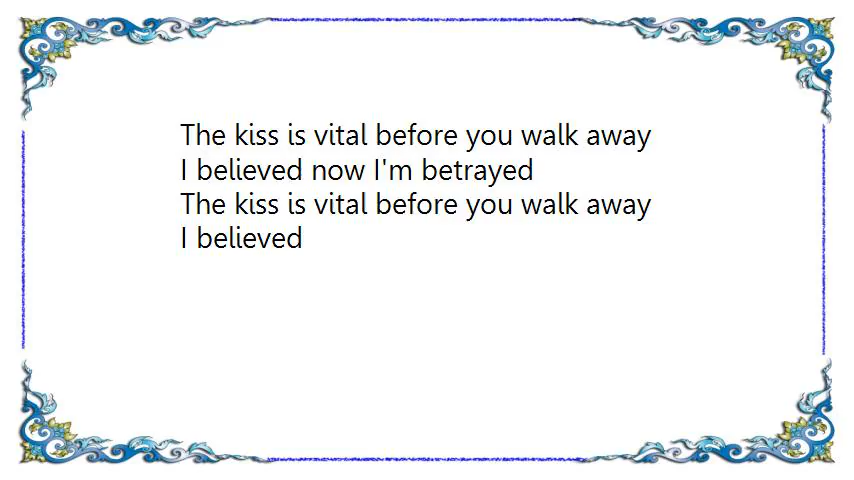 The kiss is vital before you walk away
I believed now I'm betrayed
The kiss is vital before you walk away
I believed